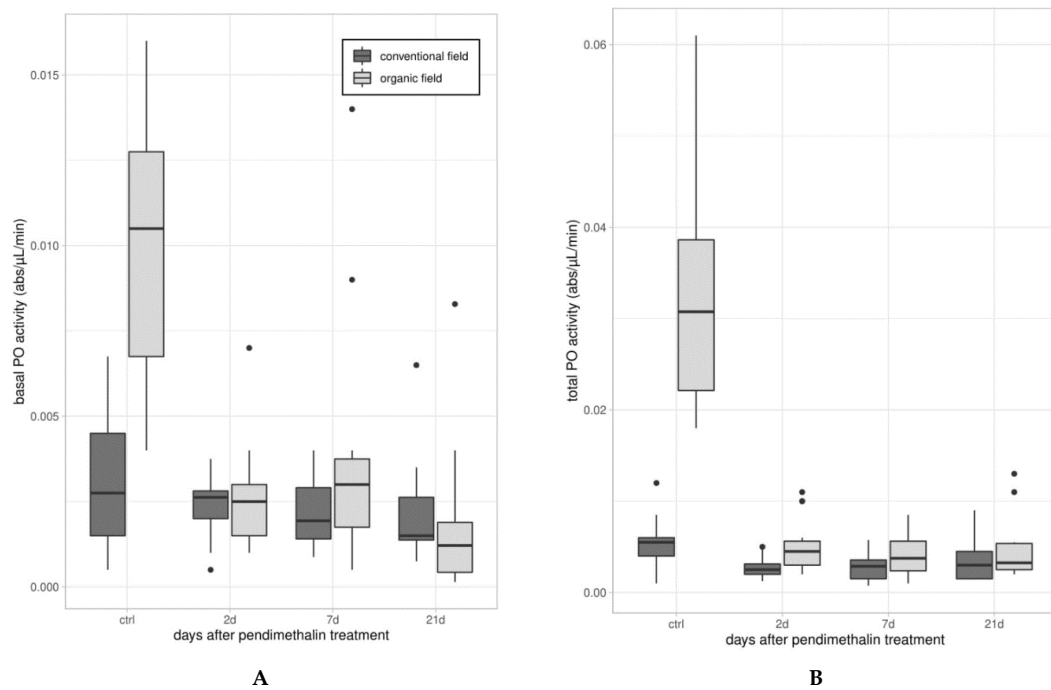 basal PO activity (abs/µL/min)
0.015
0.010
0.005
0.000
conventional field
organic field
ctrl
2d
7d
21d
days after pendimethalin treatment
A
total PO activity (abs/µL/min)
0.06
0.04
0.02
0.00
ctrl
2d
7d
21d
days after pendimethalin treatment
B